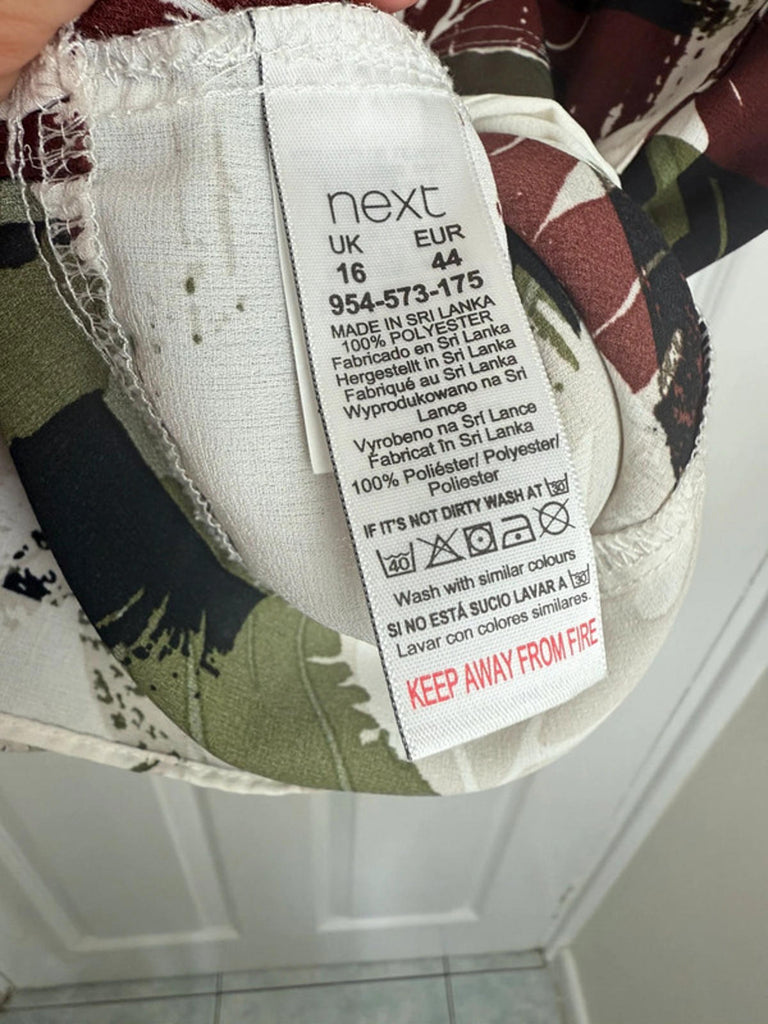 next
UK EUR
16 44
954-573-175
MADE IN SRI LANKA
100% POLYESTER
Fabricado en Sri Lanka
Hergestellt in Sri Lanka
Fabriqué au Sri Lanka
Wyprodukowano na Sri
Lance
Vyrobeno na Srí Lance
Fabricat în Sri Lanka
100% Poliéster/ Polyester/
Poliester
IF IT'S NOT DIRTY WASH AT 30
40
Wash with similar colours
SI NO ESTÁ SUCIO LAVAR A 30
Lavar con colores similares.
KEEP AWAY FROM FIRE